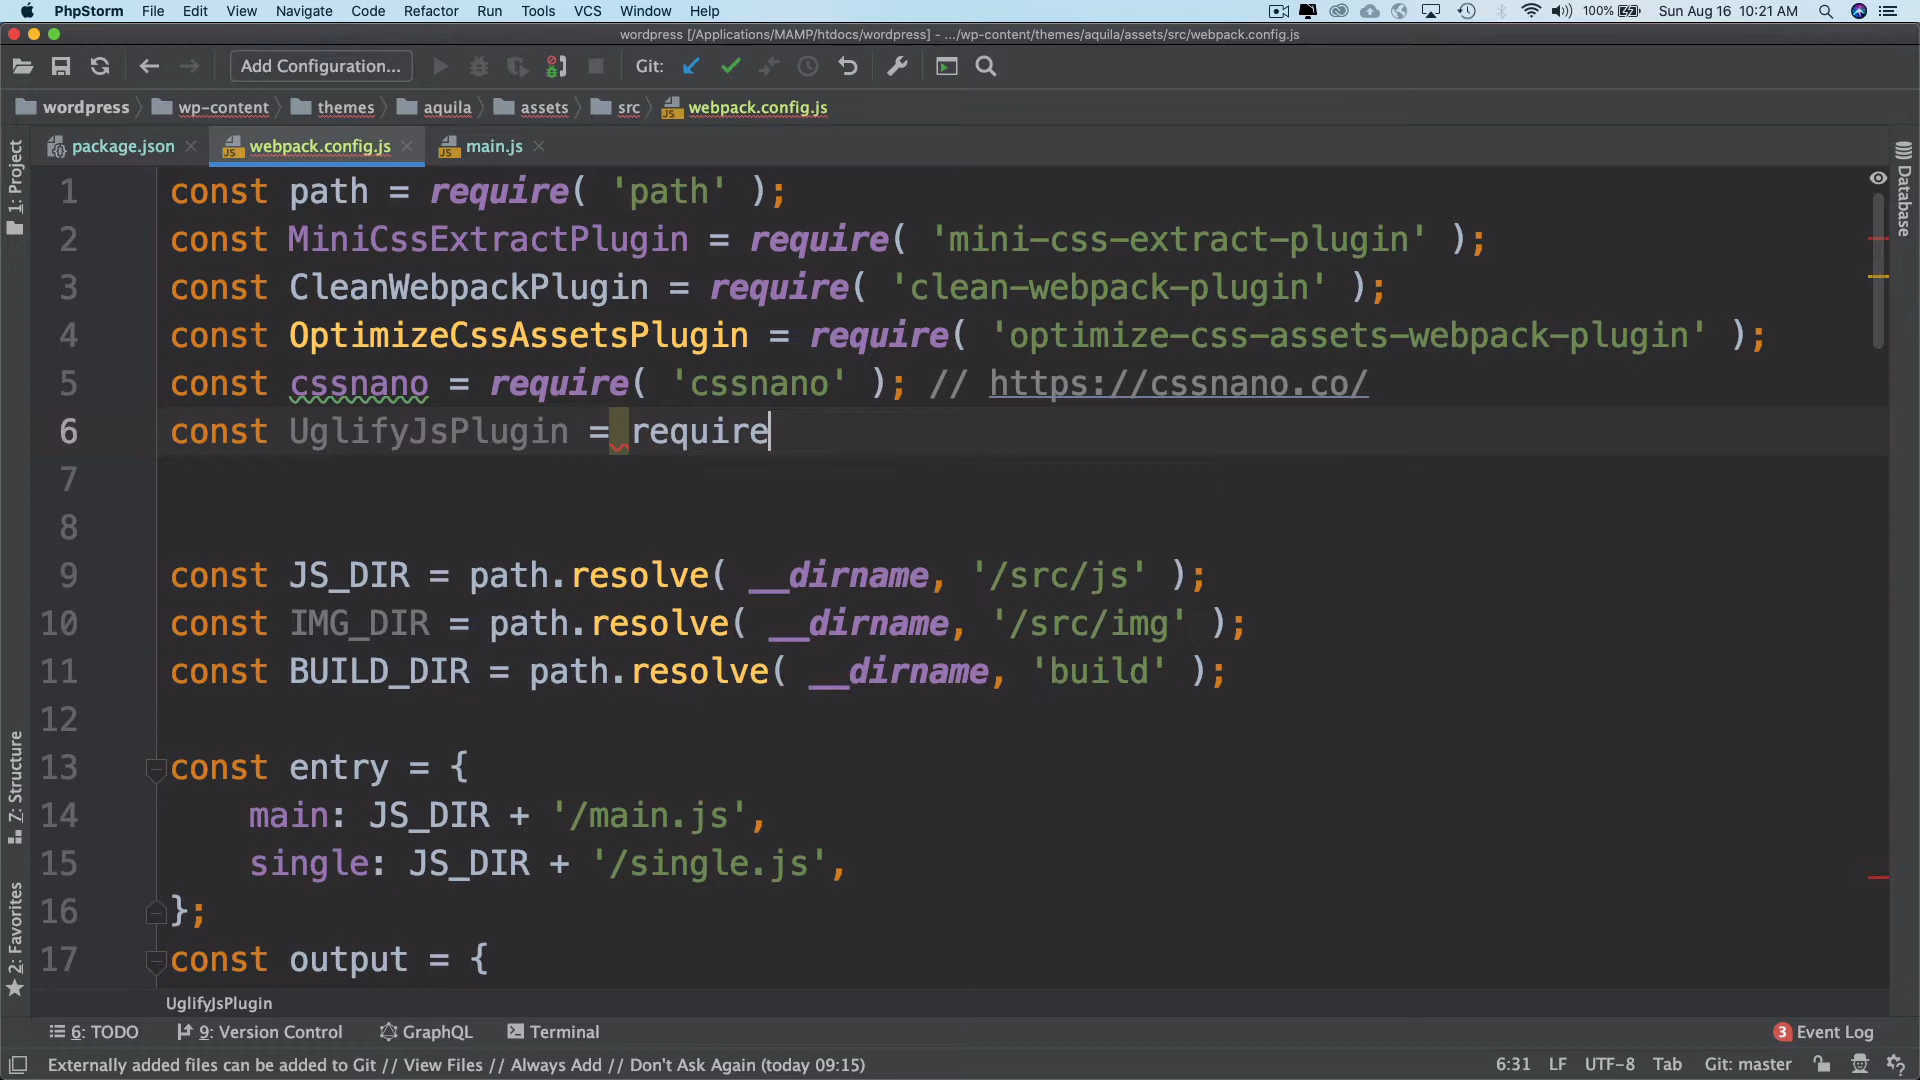 PhpStorm File Edit View Navigate Code Refactor Run Tools VCS Window Help 100% Sun Aug 16 10:21 AM
wordpress [/Applications/MAMP/htdocs/wordpress] - .../wp-content/themes/aquila/assets/src/webpack.config.js
Add Configuration... Git:
wordpress wp-content themes aquila assets src webpack.config.js
package.json webpack.config.js main.js
1: Project
Database
1 const path = require( 'path' );
2 const MiniCssExtractPlugin = require( 'mini-css-extract-plugin' );
3 const CleanWebpackPlugin = require( 'clean-webpack-plugin' );
4 const OptimizeCssAssetsPlugin = require( 'optimize-css-assets-webpack-plugin' );
5 const cssnano = require( 'cssnano' ); // https://cssnano.co/
6 const UglifyJsPlugin = require
7
8
9 const JS_DIR = path.resolve( __dirname, '/src/js' );
10 const IMG_DIR = path.resolve( __dirname, '/src/img' );
11 const BUILD_DIR = path.resolve( __dirname, 'build' );
12
13 const entry = {
14 main: JS_DIR + '/main.js',
15 single: JS_DIR + '/single.js',
16 };
17 const output = {
Z: Structure
2: Favorites
UglifyJsPlugin
6: TODO 9: Version Control GraphQL Terminal 3 Event Log
Externally added files can be added to Git // View Files // Always Add // Don't Ask Again (today 09:15) 6:31 LF UTF-8 Tab Git: master